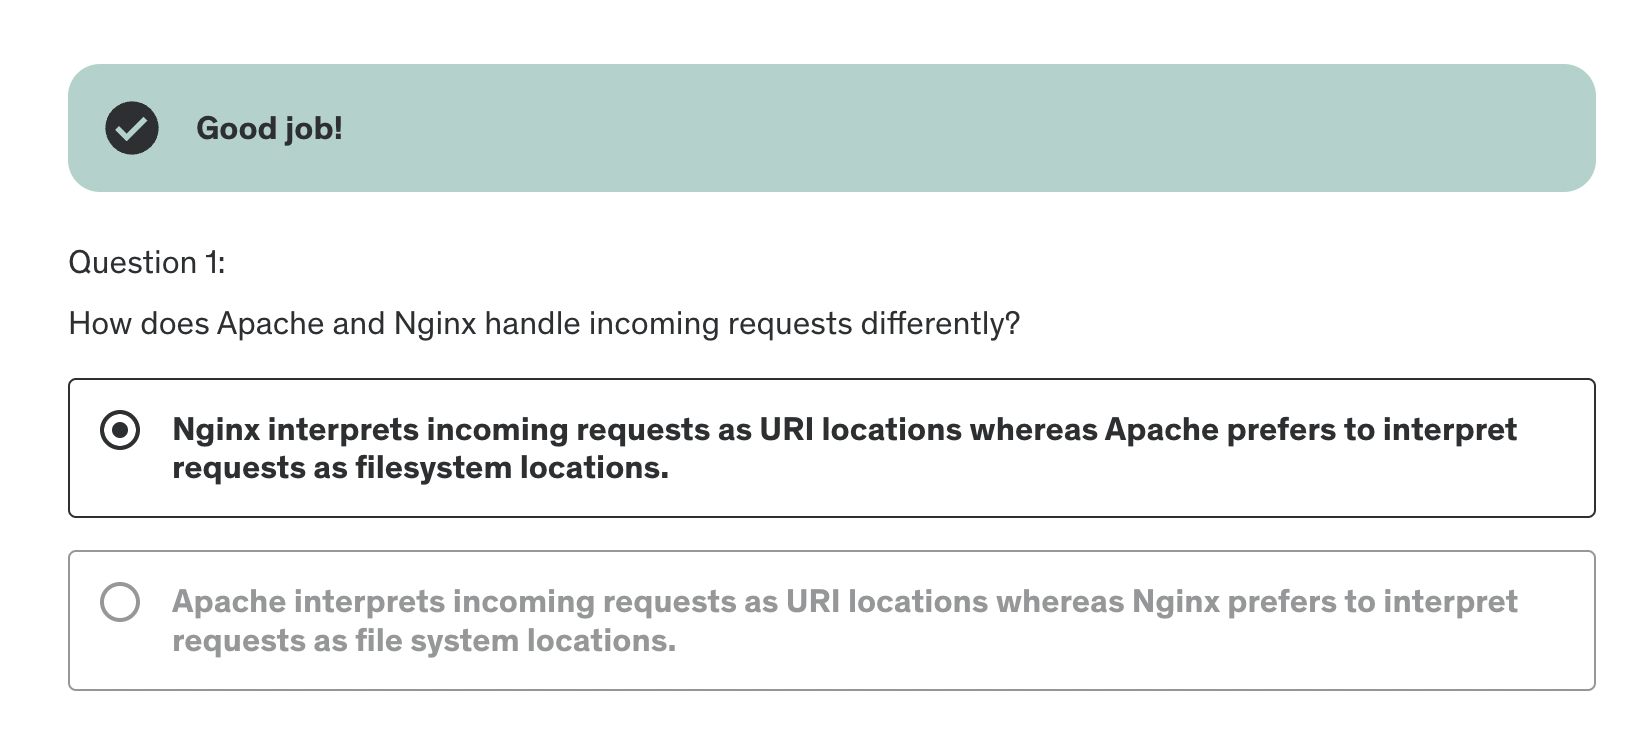 Good job!
Question 1:
How does Apache and Nginx handle incoming requests differently?
Nginx interprets incoming requests as URI locations whereas Apache prefers to interpret
requests as filesystem locations.
Apache interprets incoming requests as URI locations whereas Nginx prefers to interpret
requests as file system locations.